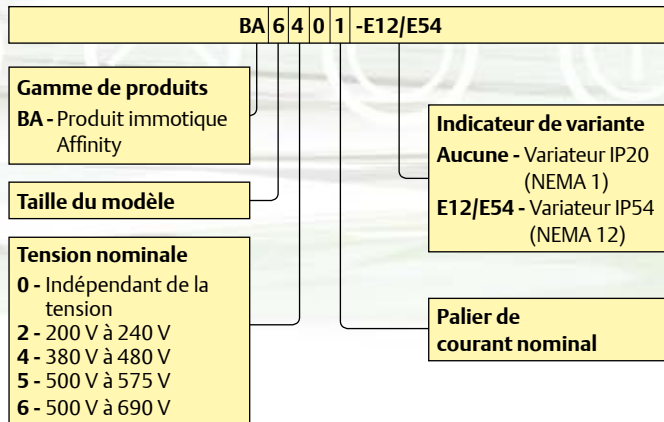 BA 6 4 0 1 -E12/E54
Gamme de produits
BA - Produit immotique
Affinity
Taille du modèle
Tension nominale
0 - Indépendant de la
tension
2 - 200 V à 240 V
4 - 380 V à 480 V
5 - 500 V à 575 V
6 - 500 V à 690 V
Indicateur de variante
Aucune - Variateur IP20
(NEMA 1)
E12/E54 - Variateur IP54
(NEMA 12)
Palier de
courant nominal